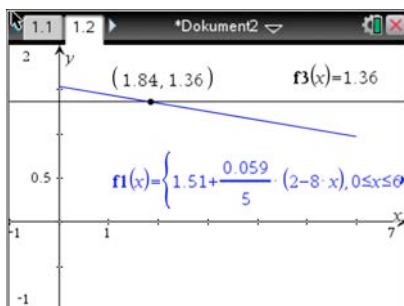 1.1 1.2 *Dokument2
2 y
(1.84, 1.36) f3(x)=1.36
0.5 f1(x)={1.51+0.059/5·(2-8·x),0≤x≤6
x
-1 7
-1